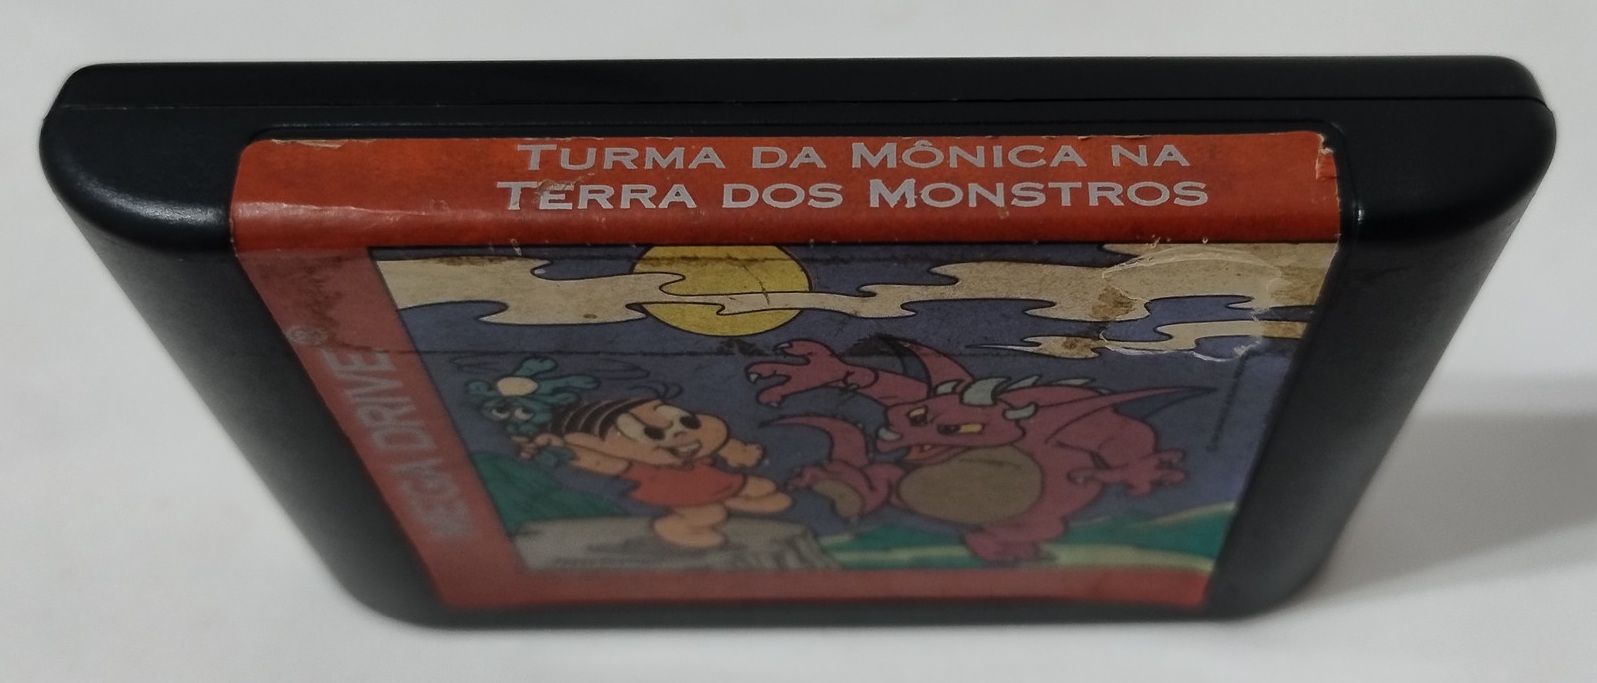 TURMA DA MÔNICA NA
TERRA DOS MONSTROS
MEGA DRIVE®